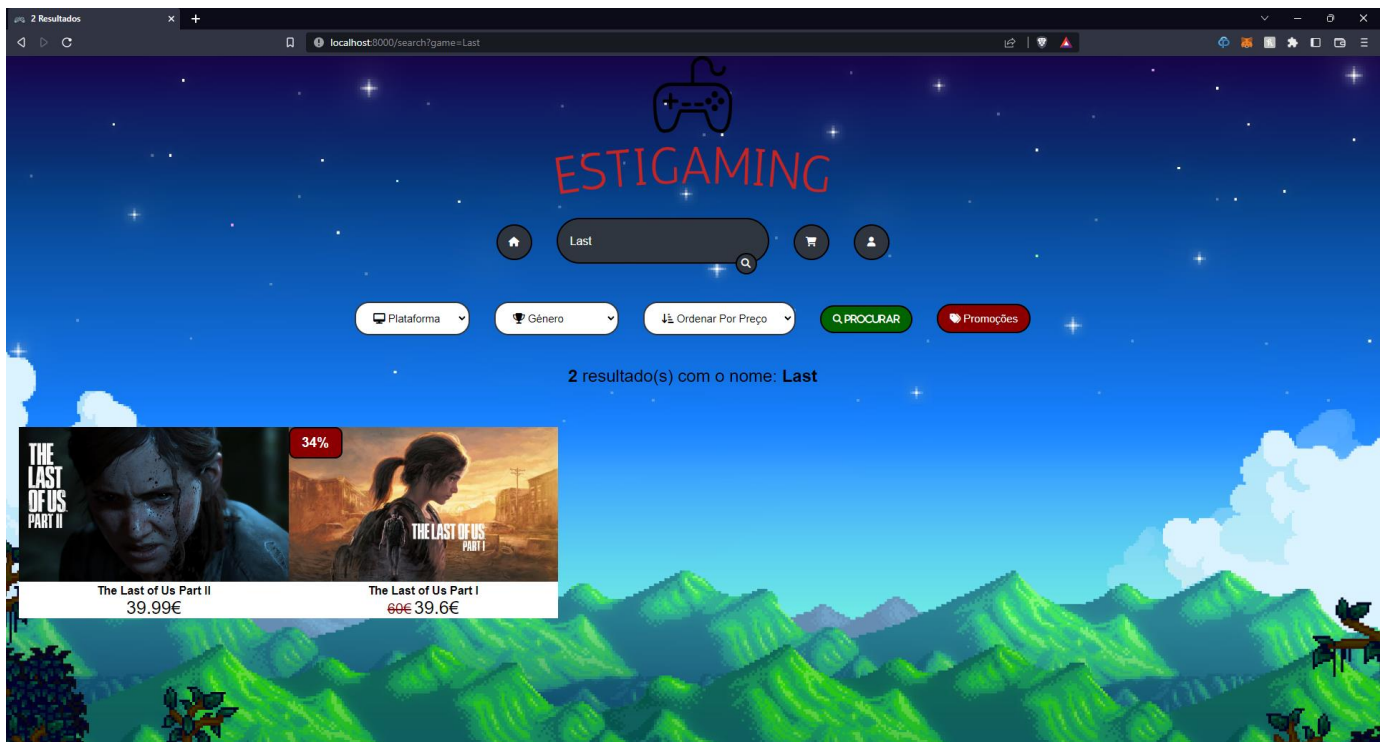 2 Resultados
localhost:8000/search?game=Last
ESTIGAMING
Last
Plataforma Género Ordenar Por Preço PROCURAR Promoções
2 resultado(s) com o nome: Last
THE
LAST
OF US
PART II
34%
THE LAST OF US
PART I
The Last of Us Part II
39.99€
The Last of Us Part I
60€ 39.6€